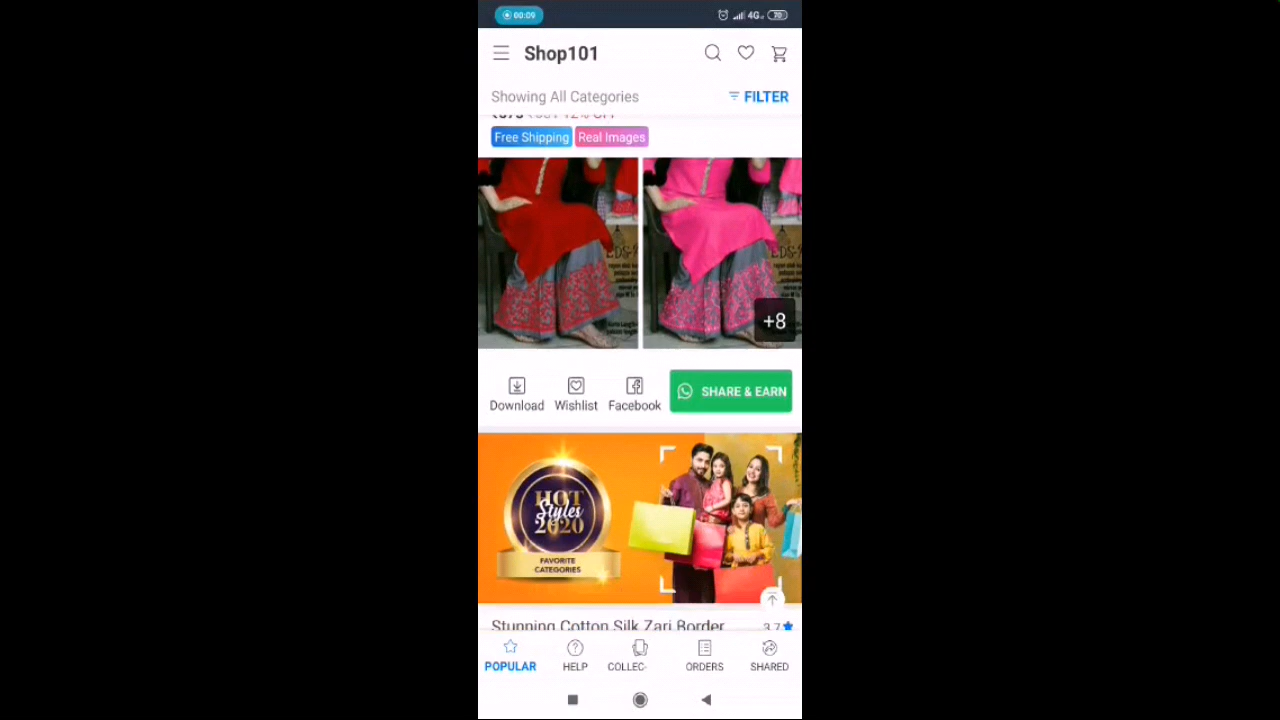 00:09
4G 70
Shop101
Showing All Categories FILTER
Free Shipping Real Images
+8
Download Wishlist Facebook SHARE & EARN
HOT
Styles
2020
FAVORITE
CATEGORIES
Stunning Cotton Silk Zari Border 3.7
POPULAR HELP COLLEC- ORDERS SHARED